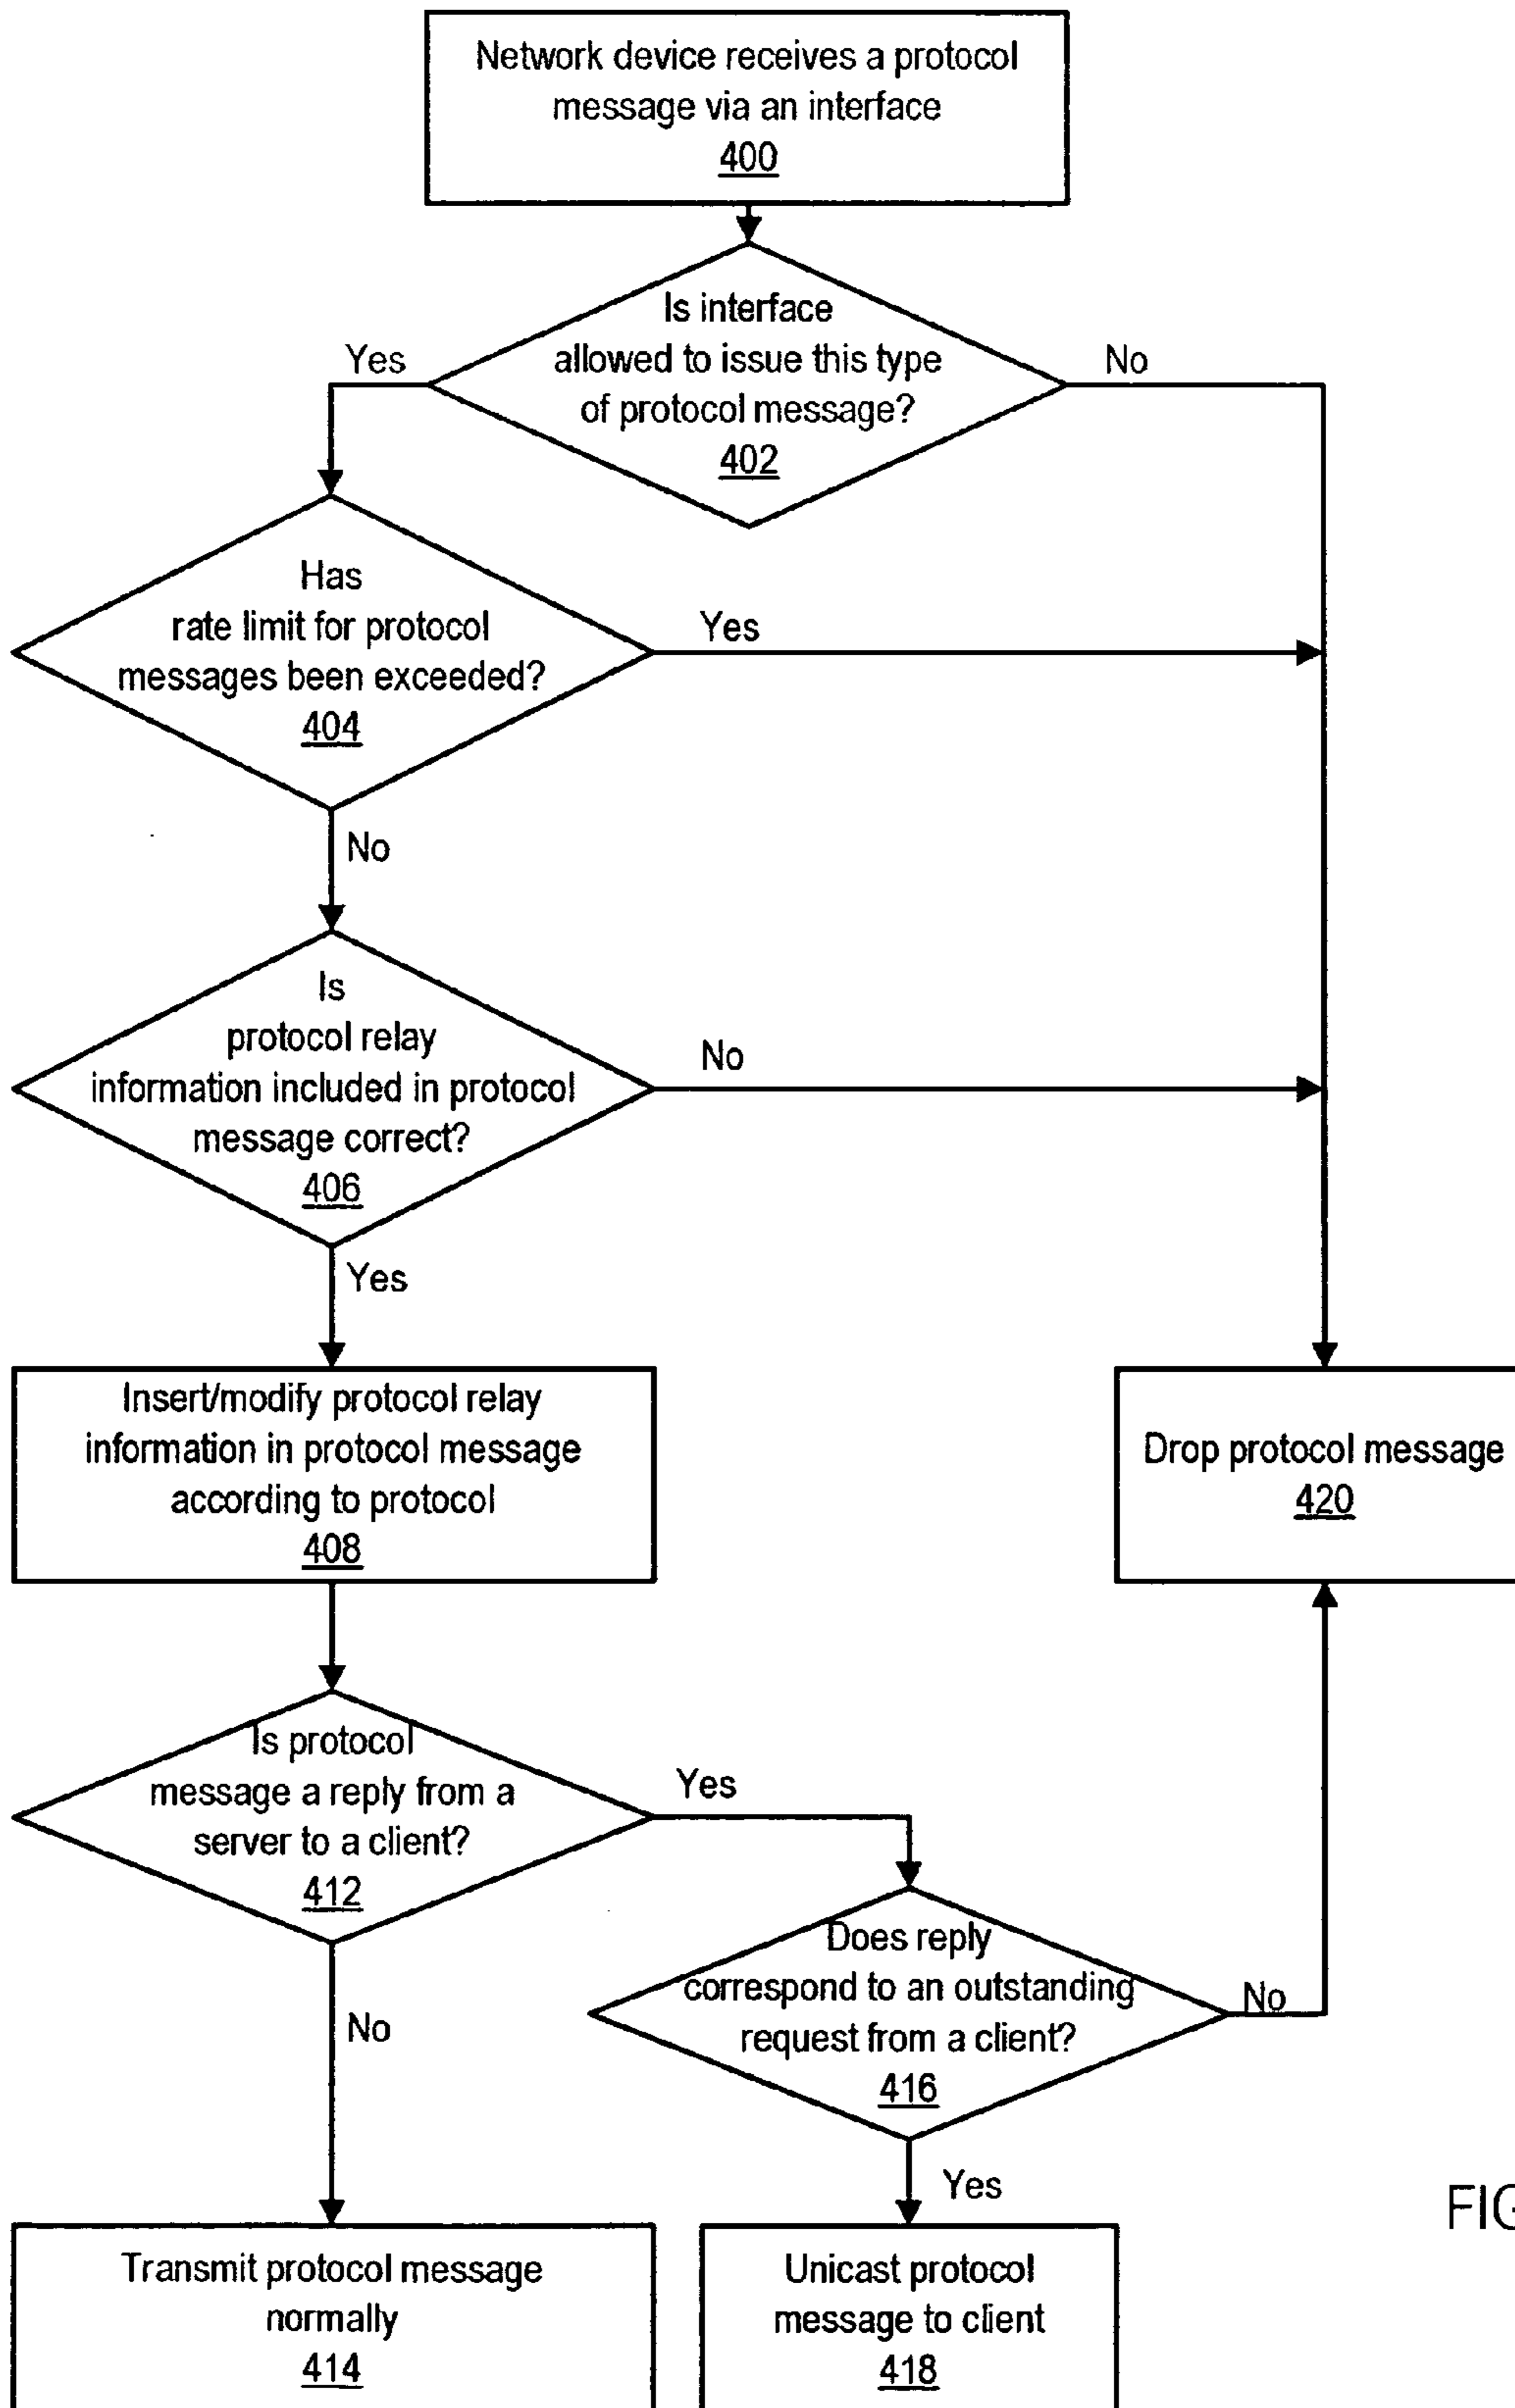 Network device receives a protocol
message via an interface
400
Is interface
allowed to issue this type
of protocol message?
402
Yes
No
Has
rate limit for protocol
messages been exceeded?
404
Yes
No
Is
protocol relay
information included in protocol
message correct?
406
No
Yes
Insert/modify protocol relay
information in protocol message
according to protocol
408
Drop protocol message
420
Is protocol
message a reply from a
server to a client?
412
Yes
Does reply
correspond to an outstanding
request from a client?
416
No
No
Yes
FIG
Transmit protocol message
normally
414
Unicast protocol
message to client
418